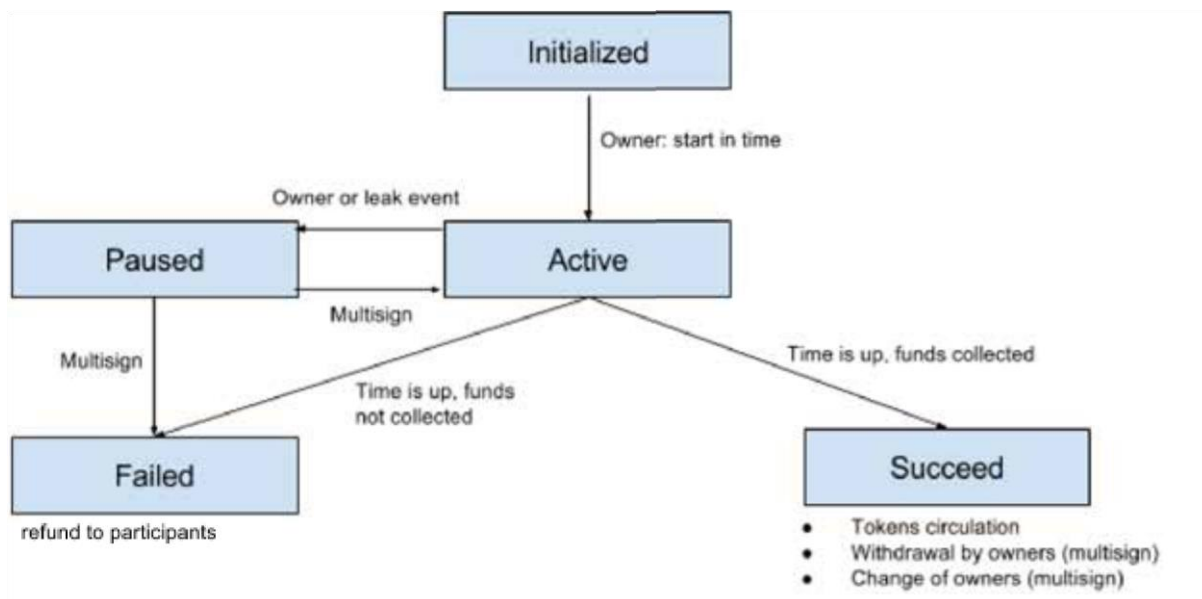 Initialized
Owner: start in time
Owner or leak event
Paused
Active
Multisign
Multisign
Time is up, funds collected
Time is up, funds
not collected
Failed
Succeed
refund to participants
● Tokens circulation
● Withdrawal by owners (multisign)
● Change of owners (multisign)